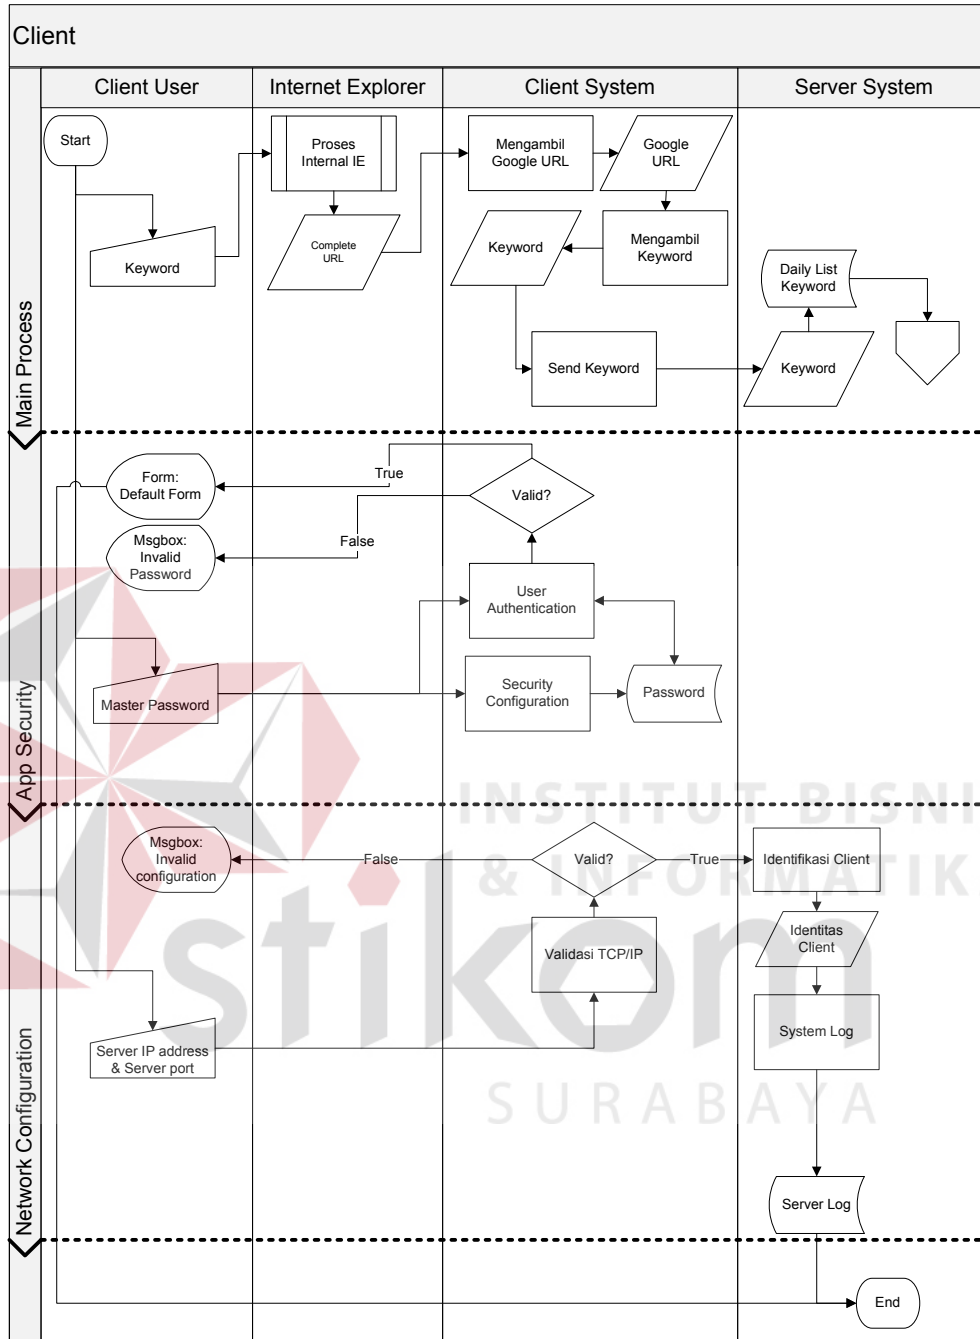 Client
Client User
Internet Explorer
Client System
Server System
Main Process
Start
Keyword
Proses
Internal IE
Complete
URL
Mengambil
Google URL
Google
URL
Mengambil
Keyword
Keyword
Send Keyword
Keyword
Daily List
Keyword
App Security
Form:
Default Form
True
Valid?
False
Msgbox:
Invalid
Password
User
Authentication
Master Password
Security
Configuration
Password
Network Configuration
Msgbox:
Invalid
configuration
False
Valid?
True
Identifikasi Client
Identitas
Client
Validasi TCP/IP
System Log
Server IP address
& Server port
Server Log
End
INSTITUT BISNI
& INFORMATIK
stikom
SURABAYA